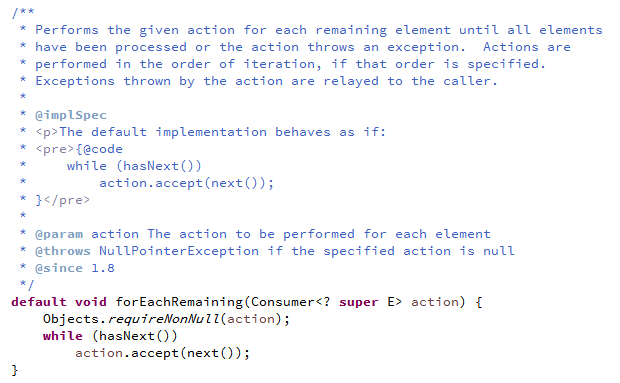 /**
 * Performs the given action for each remaining element until all elements
 * have been processed or the action throws an exception.  Actions are
 * performed in the order of iteration, if that order is specified.
 * Exceptions thrown by the action are relayed to the caller.
 *
 * @implSpec
 * <p>The default implementation behaves as if:
 * <pre>{@code
 *     while (hasNext())
 *         action.accept(next());
 * }</pre>
 *
 * @param action The action to be performed for each element
 * @throws NullPointerException if the specified action is null
 * @since 1.8
 */
default void forEachRemaining(Consumer<? super E> action) {
    Objects.requireNonNull(action);
    while (hasNext())
        action.accept(next());
}